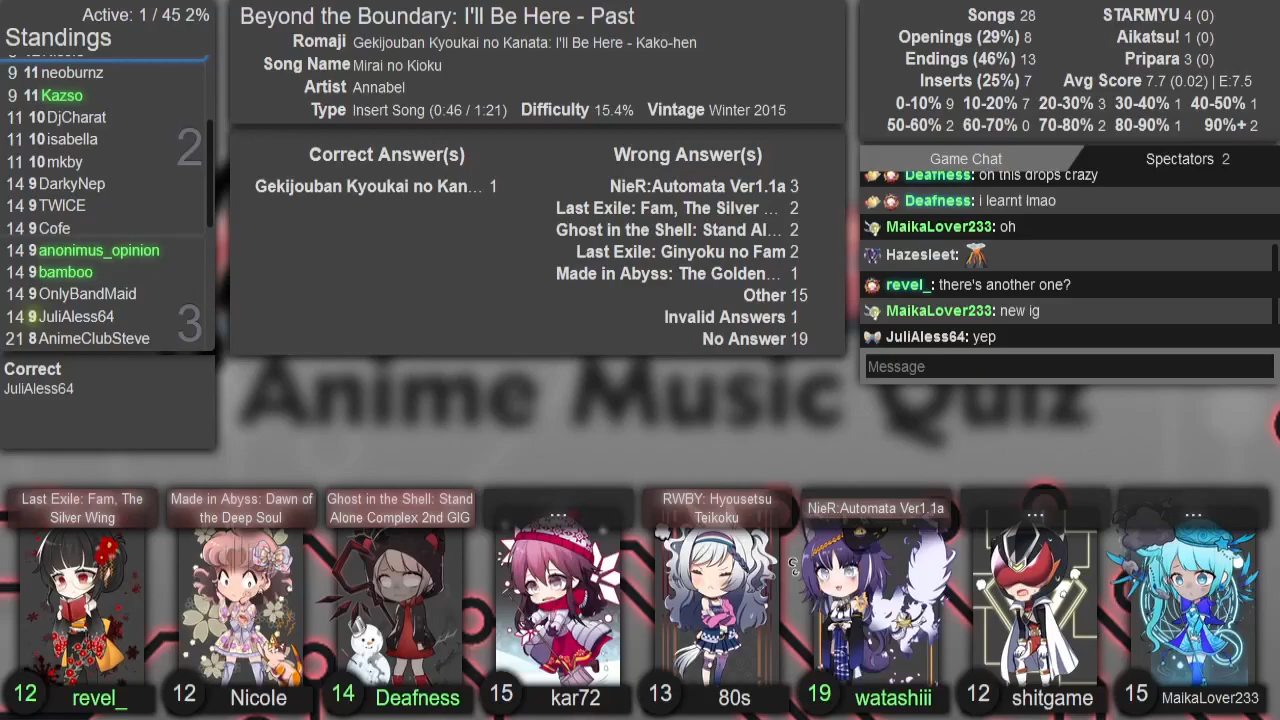 Active: 1 / 45 2%
Standings
9 11 neoburnz
9 11 Kazso
11 10 DjCharat
11 10 isabella
11 10 mkby
2
14 9 DarkyNep
14 9 TWICE
14 9 Cofe
14 9 anonimus_opinion
14 9 bamboo
14 9 OnlyBandMaid
14 9 JuliAless64
3
21 8 AnimeClubSteve
Correct
JuliAless64
Beyond the Boundary: I'll Be Here - Past
Romaji Gekijouban Kyoukai no Kanata: I'll Be Here - Kako-hen
Song Name Mirai no Kioku
Artist Annabel
Type Insert Song (0:46 / 1:21) Difficulty 15.4% Vintage Winter 2015
Correct Answer(s)
Gekijouban Kyoukai no Kan... 1
Wrong Answer(s)
NieR:Automata Ver1.1a 3
Last Exile: Fam, The Silver ... 2
Ghost in the Shell: Stand Al... 2
Last Exile: Ginyoku no Fam 2
Made in Abyss: The Golden... 1
Other 15
Invalid Answers 1
No Answer 19
Songs 28
Openings (29%) 8
Endings (46%) 13
Inserts (25%) 7
STARMYU 4 (0)
Aikatsu! 1 (0)
Pripara 3 (0)
Avg Score 7.7 (0.02) | E:7.5
0-10% 9 10-20% 7 20-30% 3 30-40% 1 40-50% 1
50-60% 2 60-70% 0 70-80% 2 80-90% 1 90%+ 2
Game Chat
Spectators 2
Deafness: oh this drops crazy
Deafness: i learnt lmao
MaikaLover233: oh
Hazesleet:
revel_: there's another one?
MaikaLover233: new ig
JuliAless64: yep
Message
Anime Music Quiz
Last Exile: Fam, The
Silver Wing
Made in Abyss: Dawn of
the Deep Soul
Ghost in the Shell: Stand
Alone Complex 2nd GIG
...
RWBY: Hyousetsu
Teikoku
NieR:Automata Ver1.1a
...
...
12 revel_
12 Nicole
14 Deafness
15 kar72
13 80s
19 watashiii
12 shitgame
15 MaikaLover233